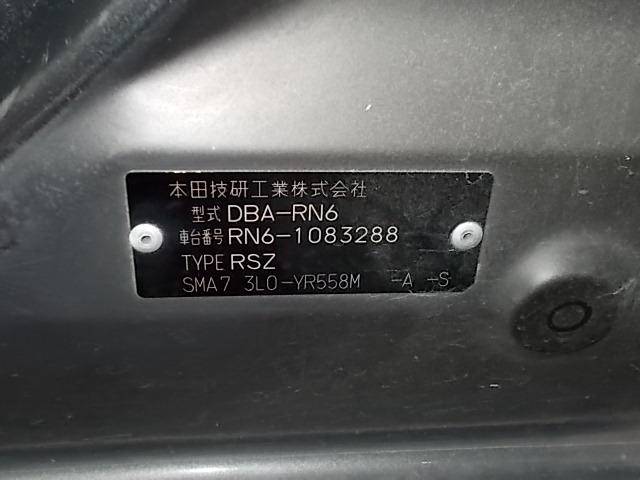 本田技研工業株式会社
型式 DBA-RN6
車台番号 RN6-1083288
TYPE RSZ
SMA7 3L0-YR558M -A -S